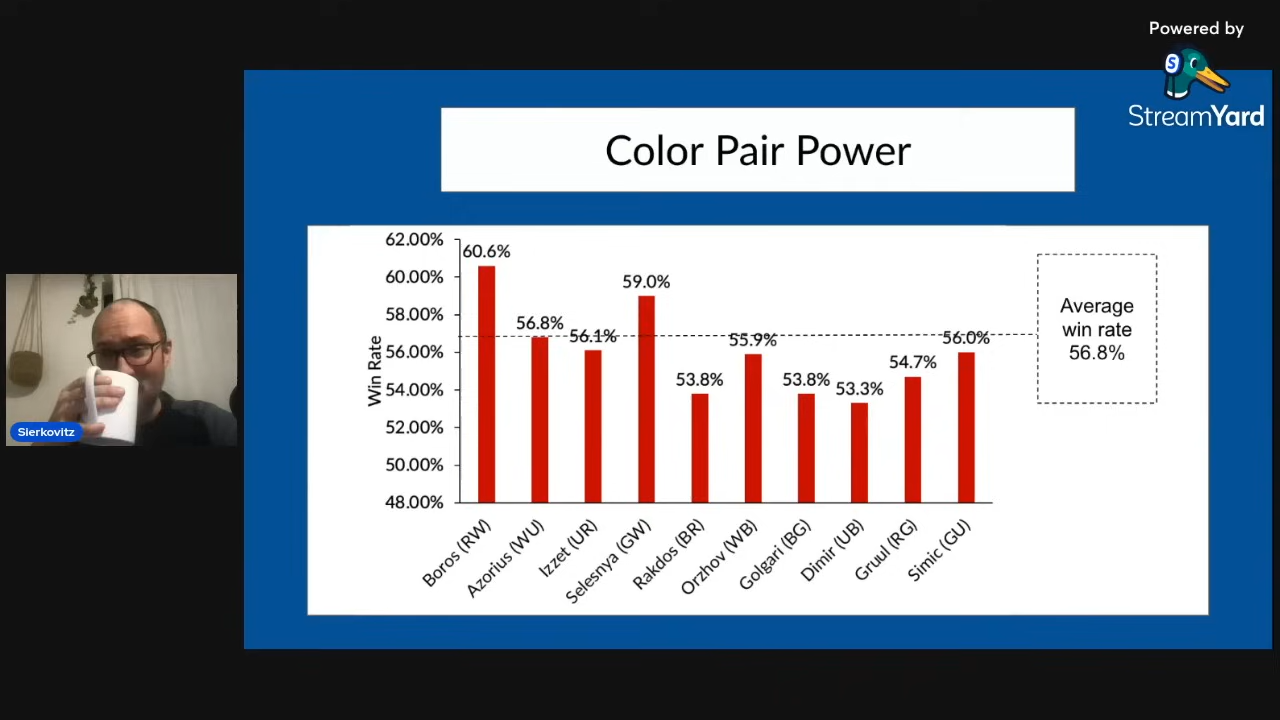 Powered by
S
StreamYard
Color Pair Power
62.00%
60.00%
58.00%
56.00%
54.00%
52.00%
50.00%
48.00%
Win Rate
60.6%
56.8%
56.1%
59.0%
53.8%
55.9%
53.8%
53.3%
54.7%
56.0%
Boros (RW)
Azorius (WU)
Izzet (UR)
Selesnya (GW)
Rakdos (BR)
Orzhov (WB)
Golgari (BG)
Dimir (UB)
Gruul (RG)
Simic (GU)
Average
win rate
56.8%
Sierkovitz